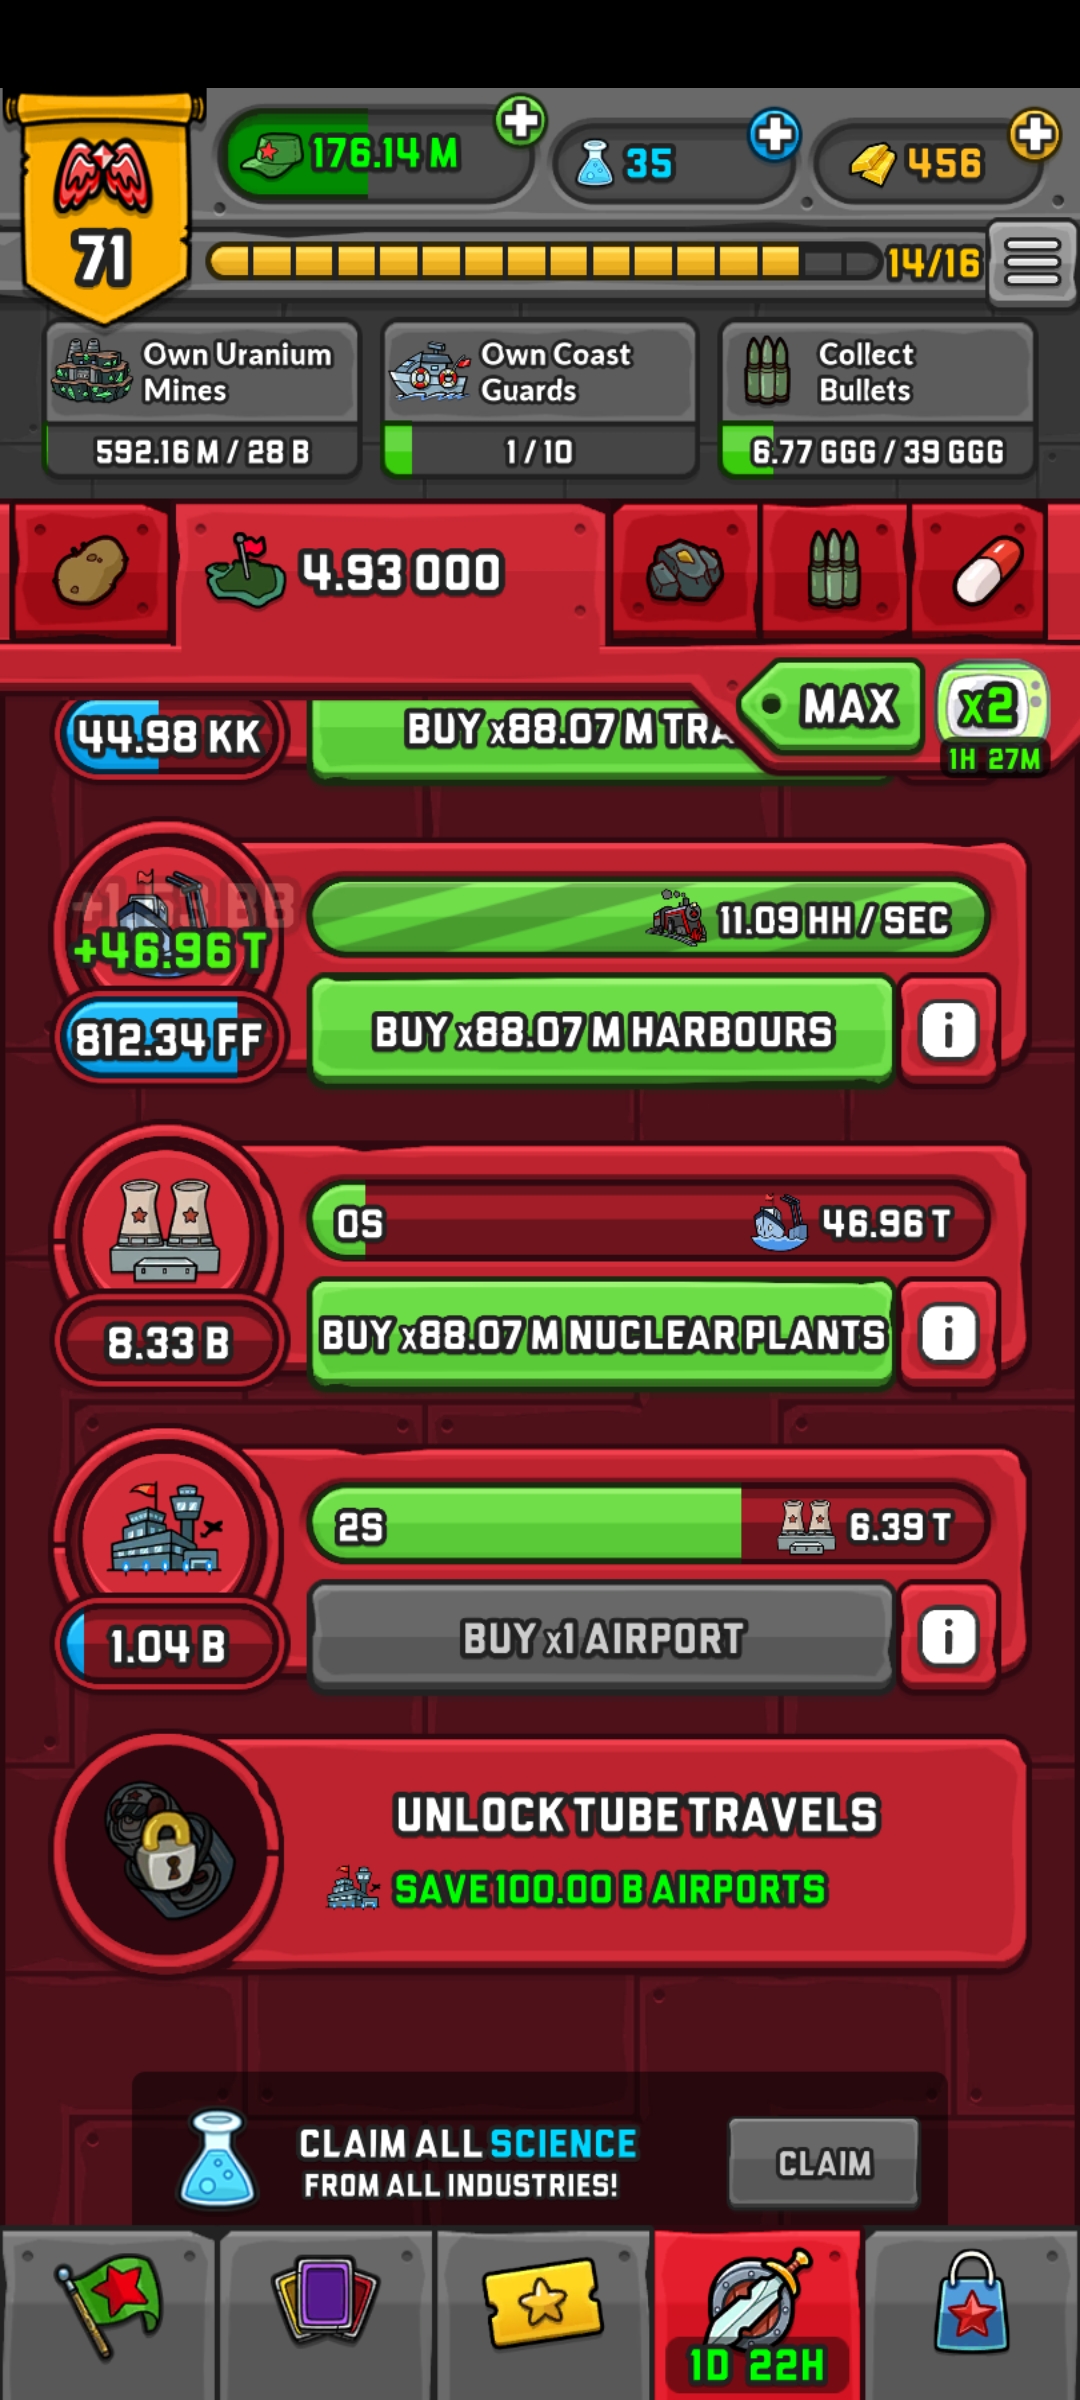 176.14 M
35
456
71
14/16
Own Uranium
Mines
592.16 M / 28 B
Own Coast
Guards
1 / 10
Collect
Bullets
6.77 GGG / 39 GGG
4.93 000
MAX
x2
1H 27M
44.98 KK
BUY x88.07 M TRA
+1.53 BB
+46.96 T
11.09 HH / SEC
812.34 FF
BUY x88.07 M HARBOURS
i
0S
46.96 T
8.33 B
BUY x88.07 M NUCLEAR PLANTS
i
2S
6.39 T
1.04 B
BUY x1 AIRPORT
i
UNLOCK TUBE TRAVELS
SAVE 100.00 B AIRPORTS
CLAIM ALL SCIENCE
FROM ALL INDUSTRIES!
CLAIM
1D 22H